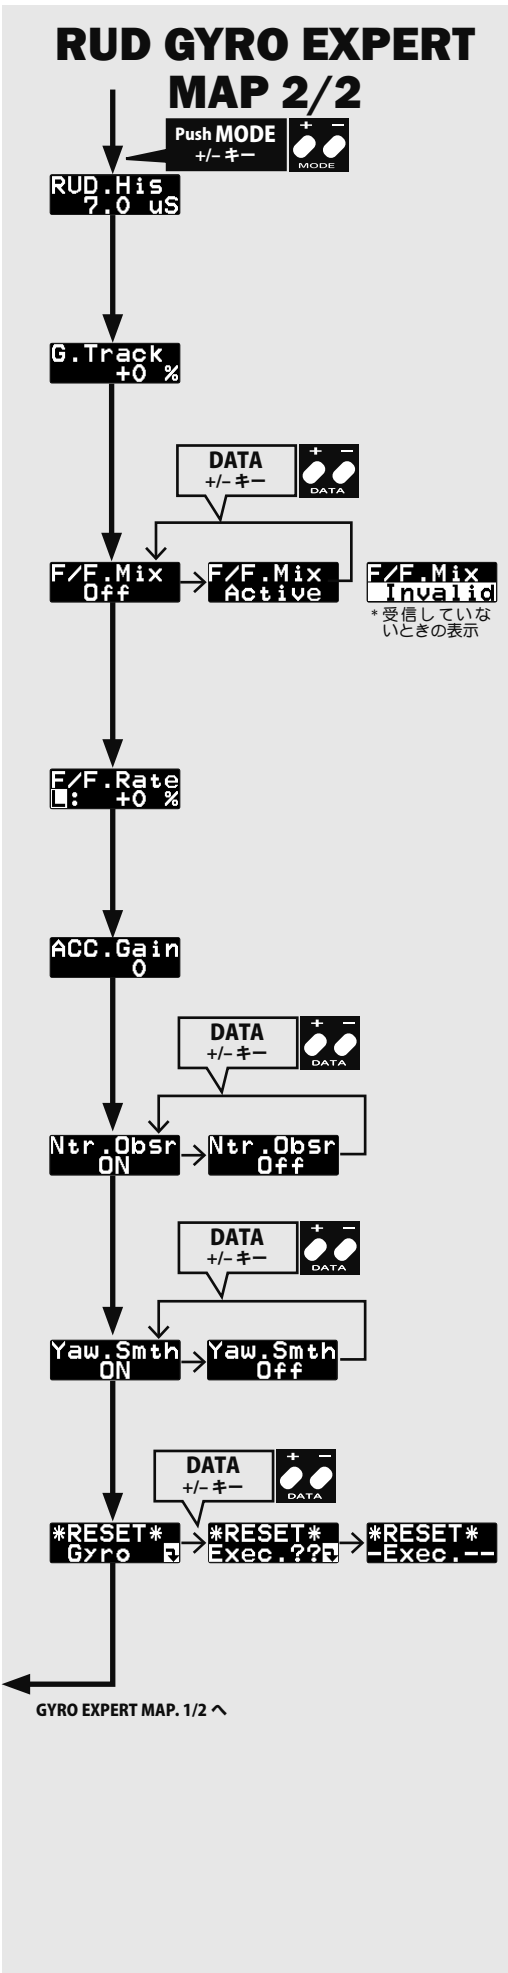 RUD GYRO EXPERT
MAP 2/2
Push MODE
+/– キー
+ –
MODE
RUD.His
7.0 uS
G.Track
+0 %
DATA
+/– キー
+ –
DATA
F/F.Mix
Off
F/F.Mix
Active
F/F.Mix
Invalid
*受信していな
いときの表示
F/F.Rate
L: +0 %
ACC.Gain
0
DATA
+/– キー
+ –
DATA
Ntr.Obsr
ON
Ntr.Obsr
Off
DATA
+/– キー
+ –
DATA
Yaw.Smth
ON
Yaw.Smth
Off
DATA
+/– キー
+ –
DATA
*RESET*
Gyro
*RESET*
Exec.??
*RESET*
-Exec.--
GYRO EXPERT MAP. 1/2 へ